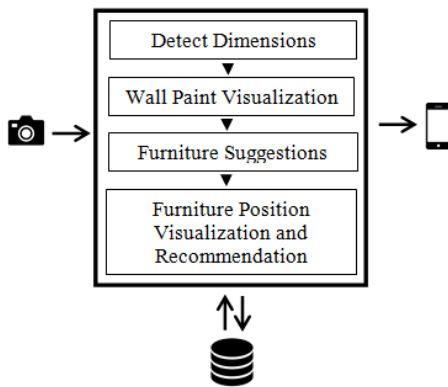 Detect Dimensions
Wall Paint Visualization
Furniture Suggestions
Furniture Position
Visualization and
Recommendation